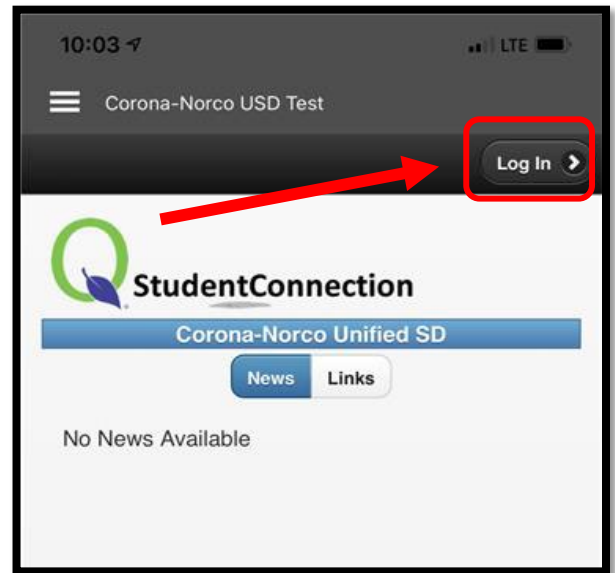 10:03 LTE
Corona-Norco USD Test
Log In
Q
StudentConnection
Corona-Norco Unified SD
News Links
No News Available